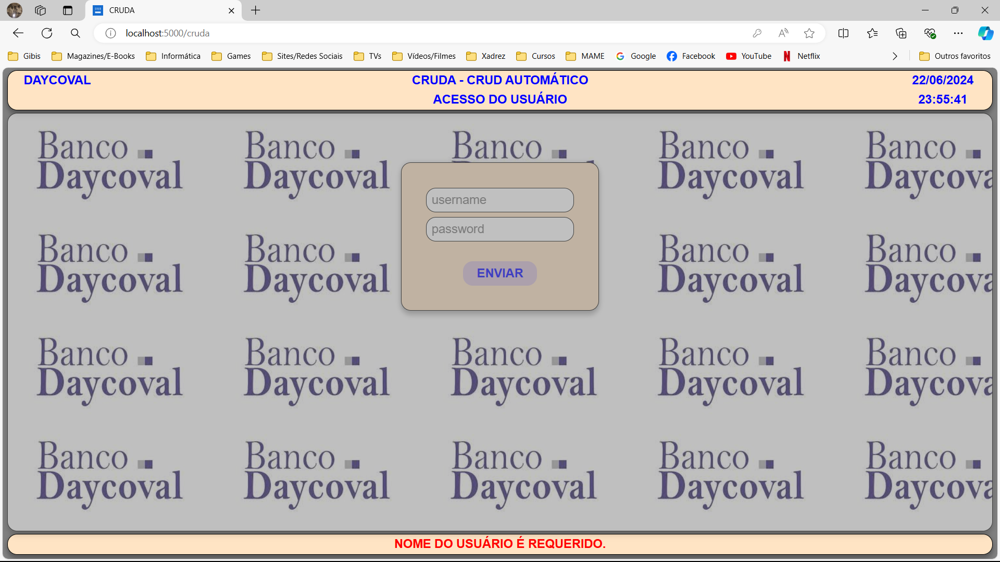 CRUDA
localhost:5000/cruda
Gibis Magazines/E-Books Informática Games Sites/Redes Sociais TVs Vídeos/Filmes Xadrez Cursos MAME Google Facebook YouTube Netflix Outros favoritos
DAYCOVAL CRUDA - CRUD AUTOMÁTICO 22/06/2024
ACESSO DO USUÁRIO 23:55:41
Banco Banco Banco Banco Banco
Daycoval Daycoval Daycoval Daycova
username
password
Banco Banco Banco Banco
Daycoval Daycoval Daycoval Daycova
ENVIAR
Banco Banco Banco Banco Banco
Daycoval Daycoval Daycoval Daycoval Daycova
Banco Banco Banco Banco Banco
Daycoval Daycoval Daycoval Daycoval Daycova
NOME DO USUÁRIO É REQUERIDO.